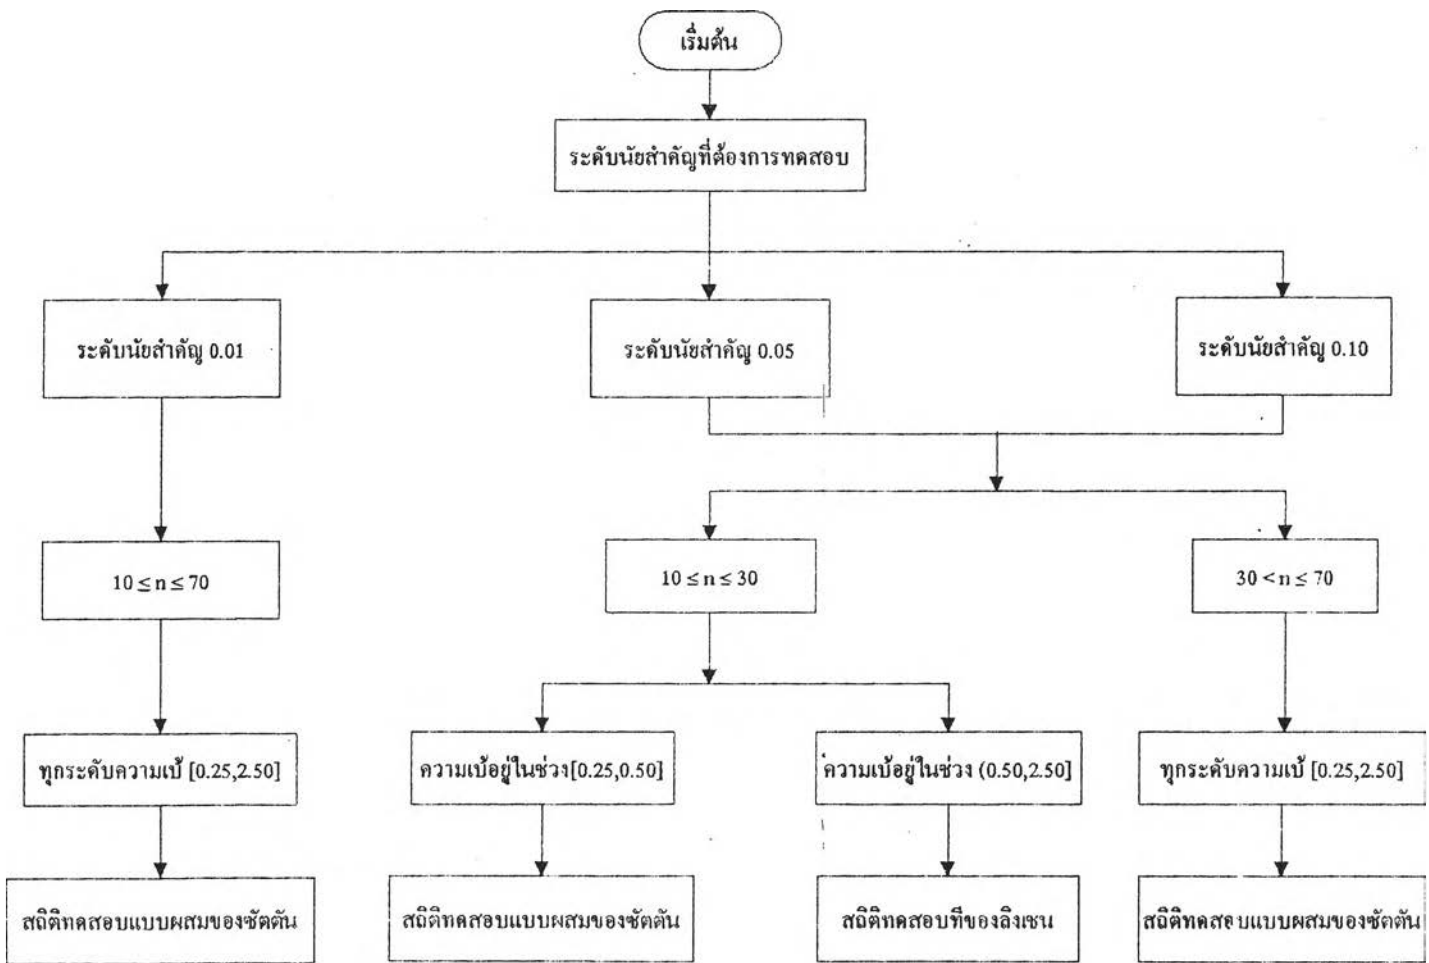 เริ่มต้น
ระดับนัยสำคัญที่ต้องการทดสอบ
ระดับนัยสำคัญ 0.01
ระดับนัยสำคัญ 0.05
ระดับนัยสำคัญ 0.10
10 ≤ n ≤ 70
10 ≤ n ≤ 30
30 < n ≤ 70
ทุกระดับความเบ้ [0.25,2.50]
ความเบ้อยู่ในช่วง[0.25,0.50]
ความเบ้อยู่ในช่วง (0.50,2.50]
ทุกระดับความเบ้ [0.25,2.50]
สถิติทดสอบแบบผสมของซัตตัน
สถิติทดสอบแบบผสมของซัตตัน
สถิติทดสอบทีของลิงเชน
สถิติทดสอบแบบผสมของซัตตัน